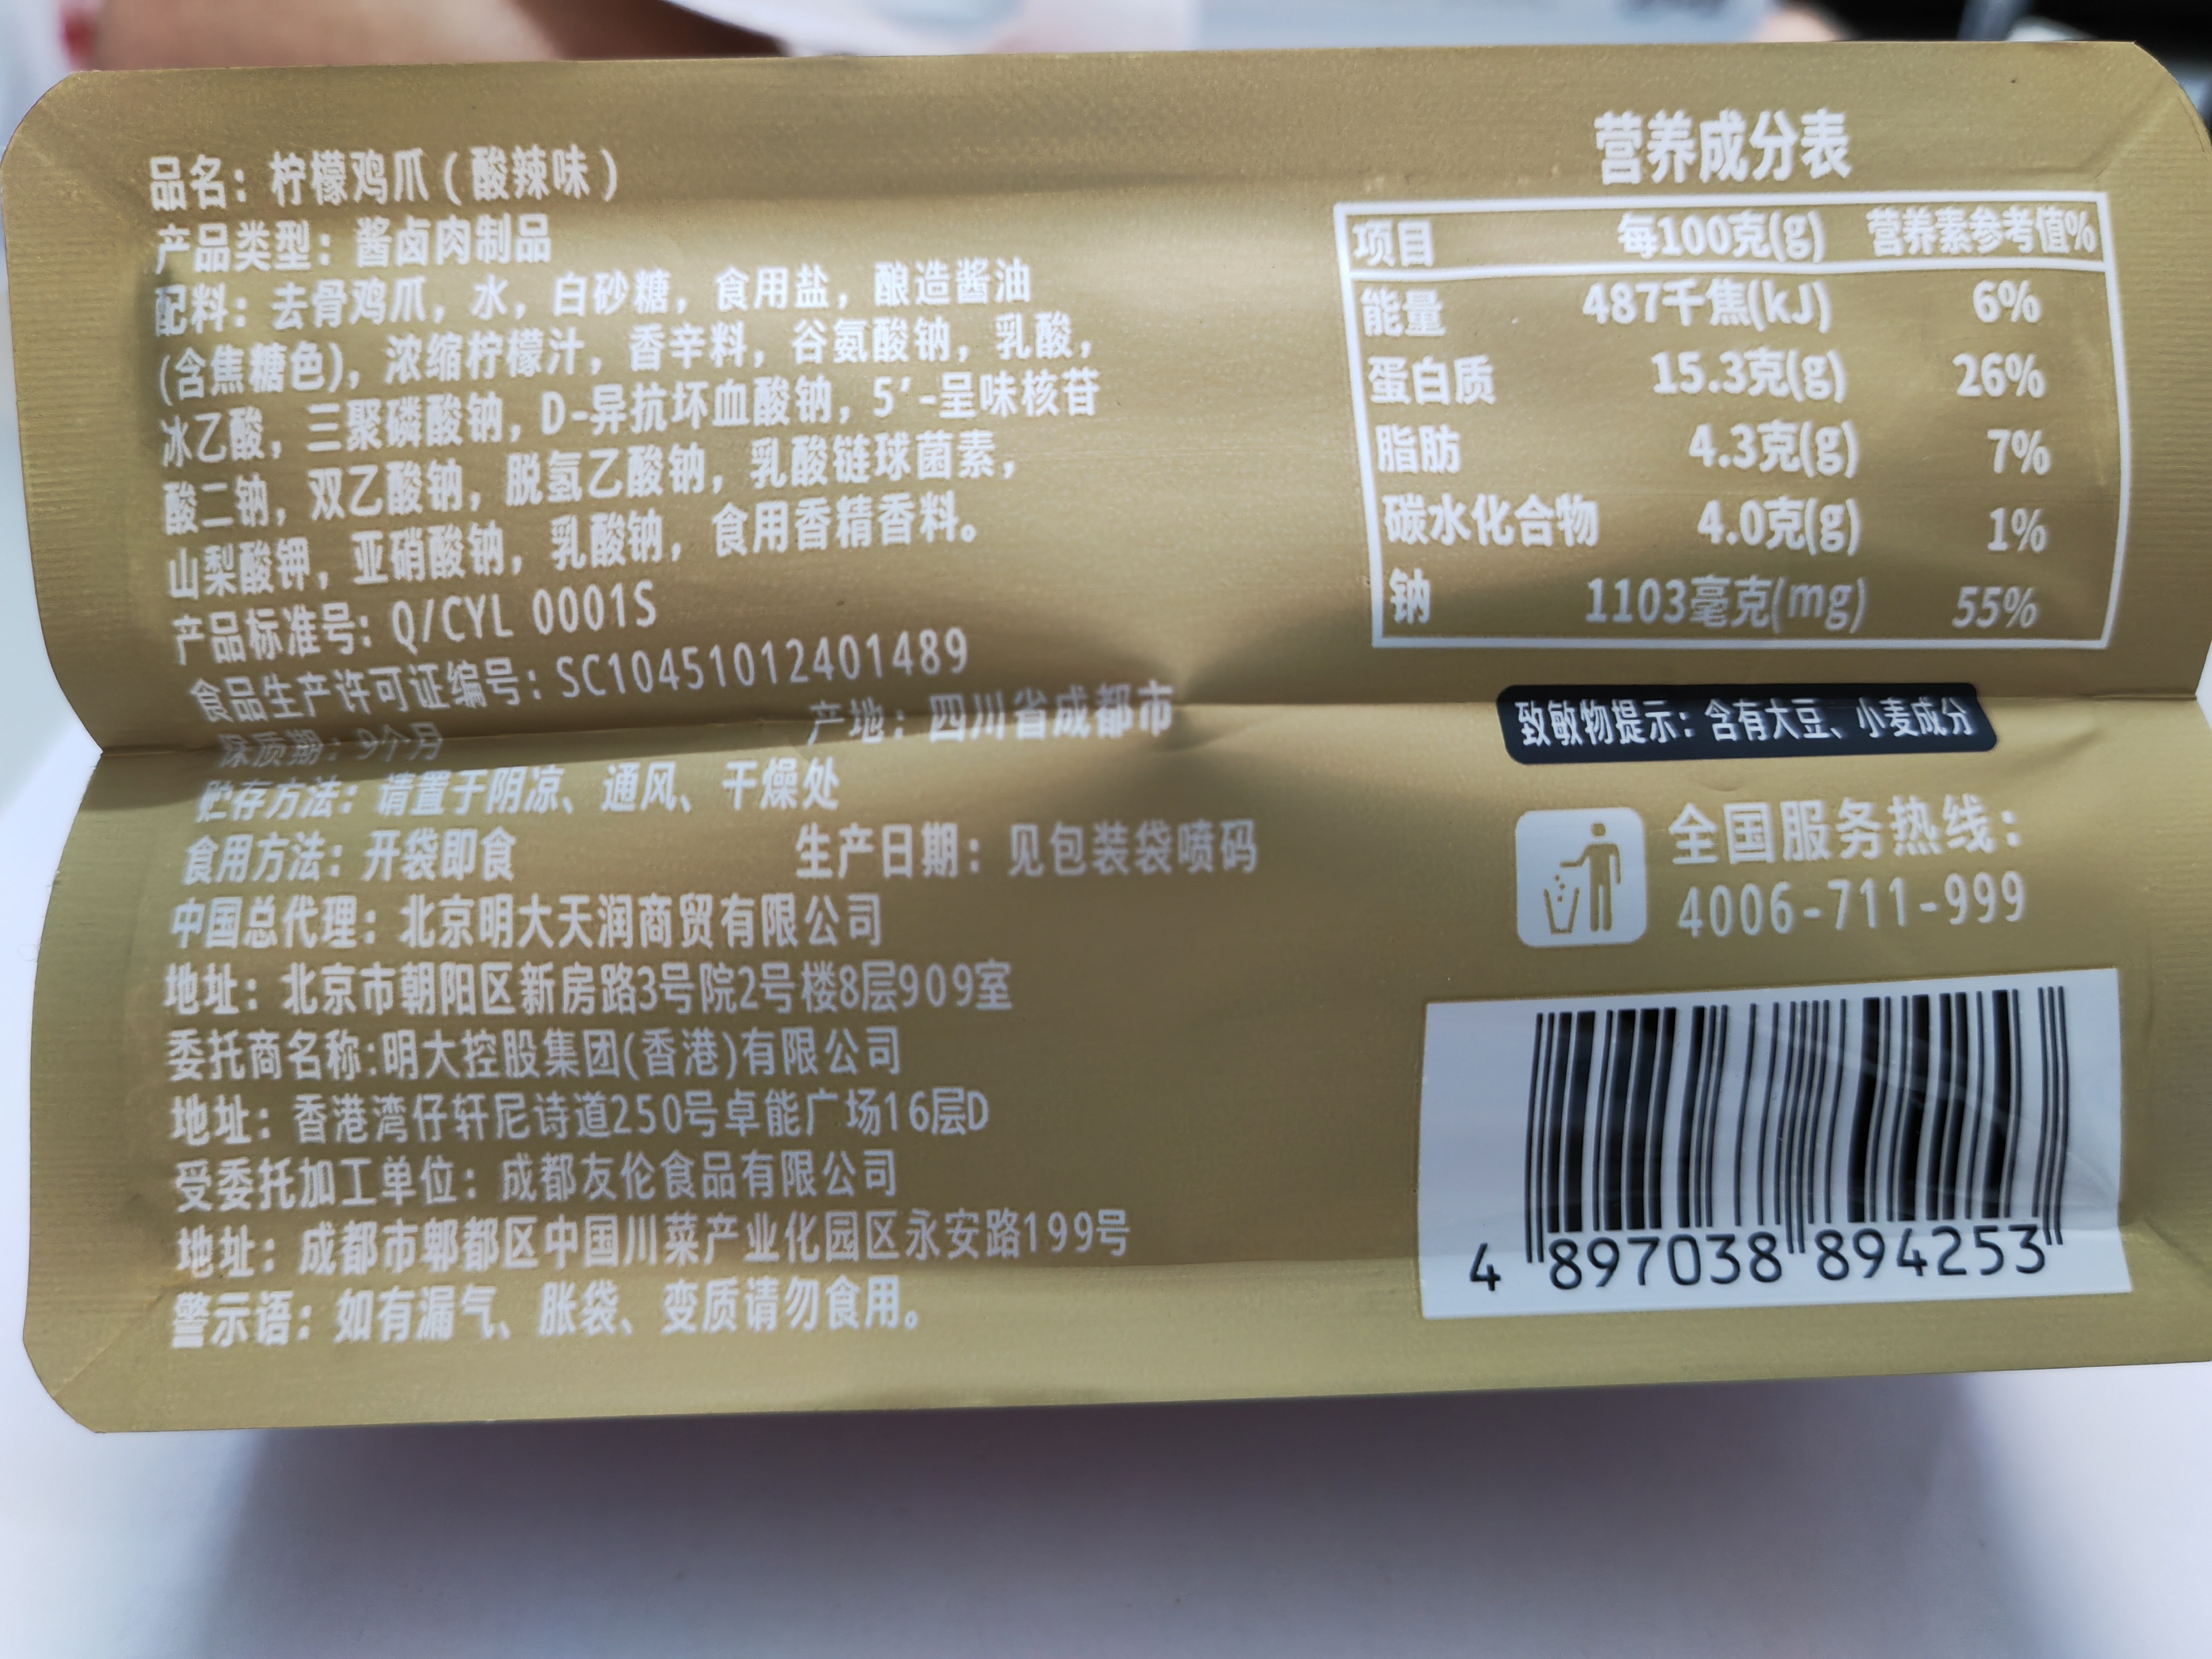 品名：柠檬鸡爪（酸辣味）
产品类型：酱卤肉制品
配料：去骨鸡爪，水，白砂糖，食用盐，酿造酱油
(含焦糖色)，浓缩柠檬汁，香辛料，谷氨酸钠，乳酸，
冰乙酸，三聚磷酸钠，D-异抗坏血酸钠，5’-呈味核苷
酸二钠，双乙酸钠，脱氢乙酸钠，乳酸链球菌素，
山梨酸钾，亚硝酸钠，乳酸钠，食用香精香料。
产品标准号：Q/CYL 0001S
食品生产许可证编号：SC10451012401489
保质期：9个月 产地：四川省成都市
贮存方法：请置于阴凉、通风、干燥处
食用方法：开袋即食 生产日期：见包装袋喷码
中国总代理：北京明大天润商贸有限公司
地址：北京市朝阳区新房路3号院2号楼8层909室
委托商名称:明大控股集团(香港)有限公司
地址：香港湾仔轩尼诗道250号卓能广场16层D
受委托加工单位：成都友伦食品有限公司
地址：成都市郫都区中国川菜产业化园区永安路199号
警示语：如有漏气、胀袋、变质请勿食用。
营养成分表
项目 每100克(g) 营养素参考值%
能量 487千焦(kJ) 6%
蛋白质 15.3克(g) 26%
脂肪 4.3克(g) 7%
碳水化合物 4.0克(g) 1%
钠 1103毫克(mg) 55%
致敏物提示：含有大豆、小麦成分
全国服务热线：
4006-711-999
4 897038 894253